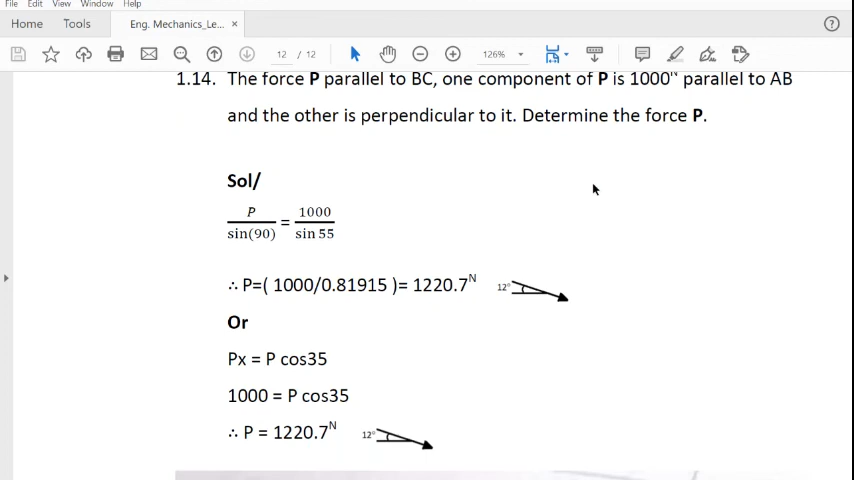 File Edit View Window Help
Home Tools Eng. Mechanics_Le... ×
12 / 12 126%
1.14. The force P parallel to BC, one component of P is 1000ᴺ parallel to AB
and the other is perpendicular to it. Determine the force P.
Sol/
P/sin(90) = 1000/sin 55
∴ P=( 1000/0.81915 )= 1220.7ᴺ 12°
Or
Px = P cos35
1000 = P cos35
∴ P = 1220.7ᴺ 12°